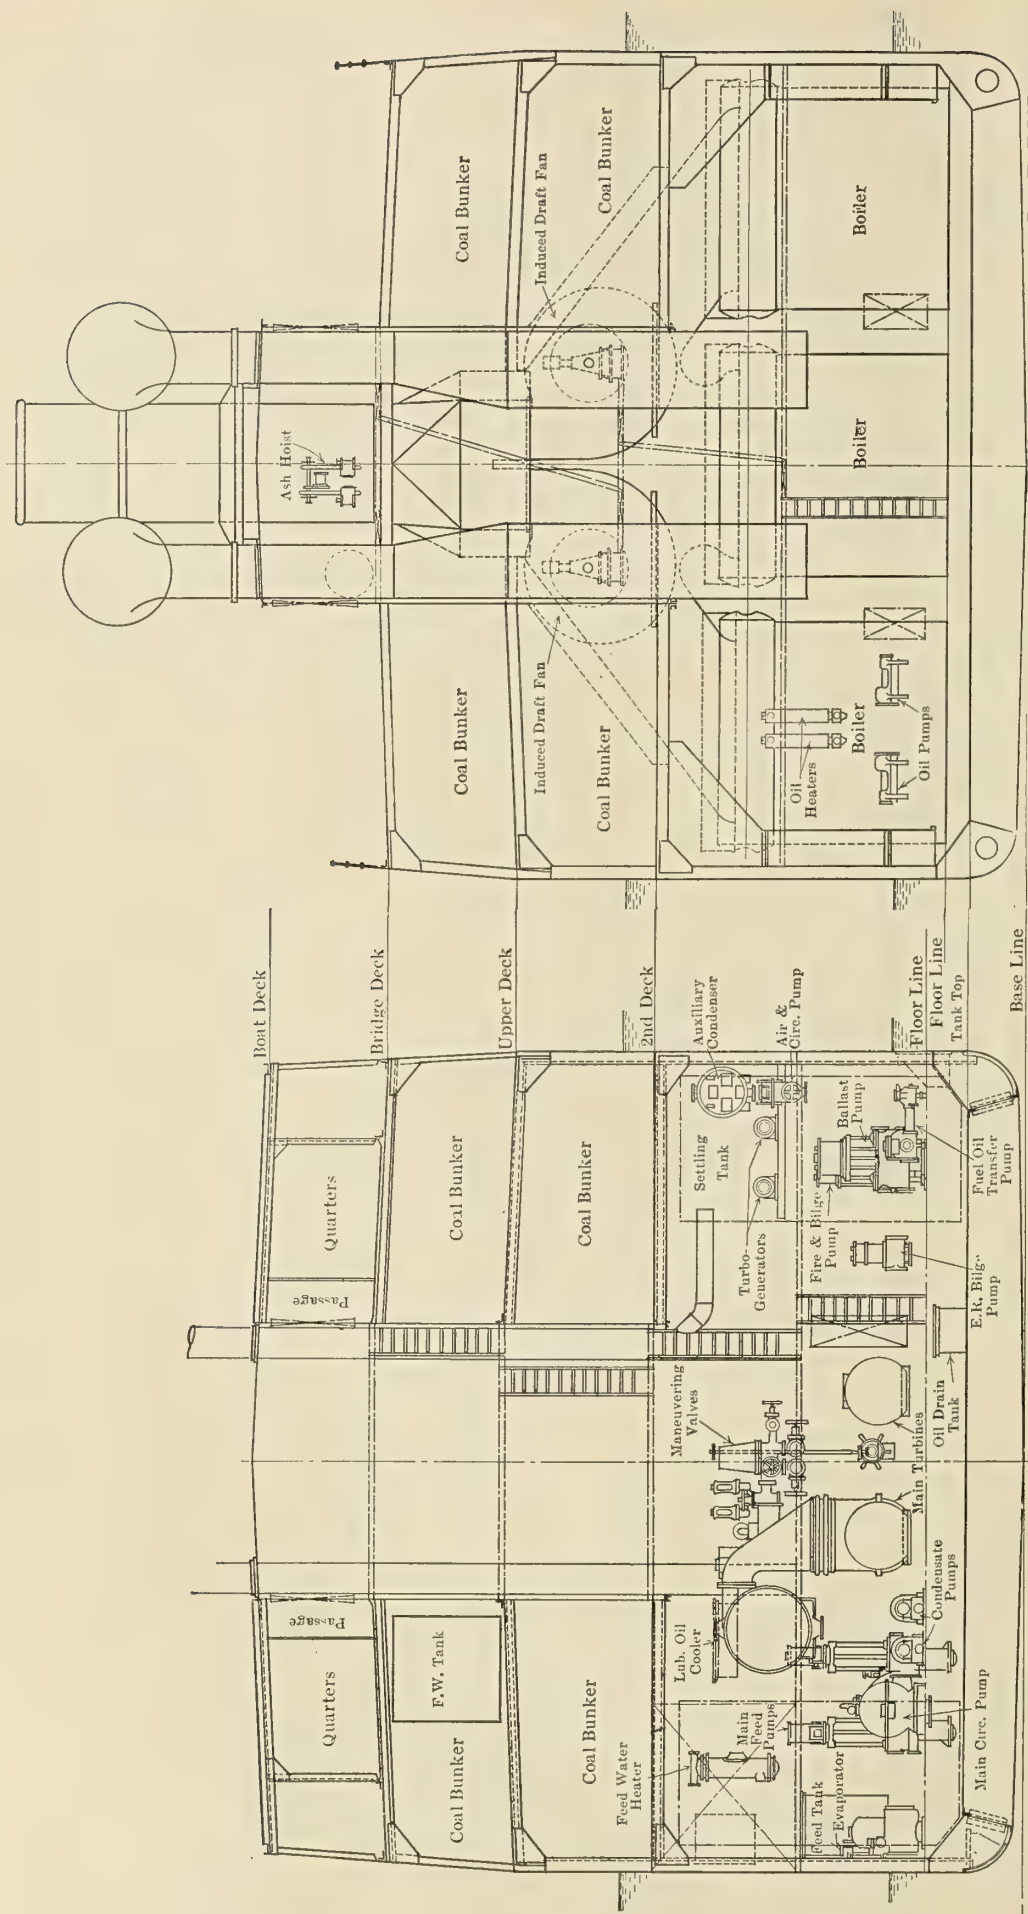 Coal Bunker
Coal Bunker
Induced Draft Fan
Boiler
Ash Hoist
Boiler
Coal Bunker
Induced Draft Fan
Coal Bunker
Oil
Heaters
Boiler
Oil Pumps
Boat Deck
Bridge Deck
Upper Deck
2nd Deck
Floor Line
Floor Line
Tank Top
Base Line
Quarters
Passage
Coal Bunker
Coal Bunker
Auxiliary
Condenser
Air &
Circ. Pump
Settling
Tank
Turbo-
Generators
Ballast
Pump
Fire & Bilge
Pump
Fuel Oil
Transfer
Pump
E.R. Bilge
Pump
Oil Drain
Tank
Maneuvering
Valves
Main Turbines
Condensate
Pumps
Passage
Quarters
F.W. Tank
Coal Bunker
Coal Bunker
Lub. Oil
Cooler
Feed Water
Heater
Main
Feed
Pumps
Main Circ. Pump
Feed Tank
Evaporator